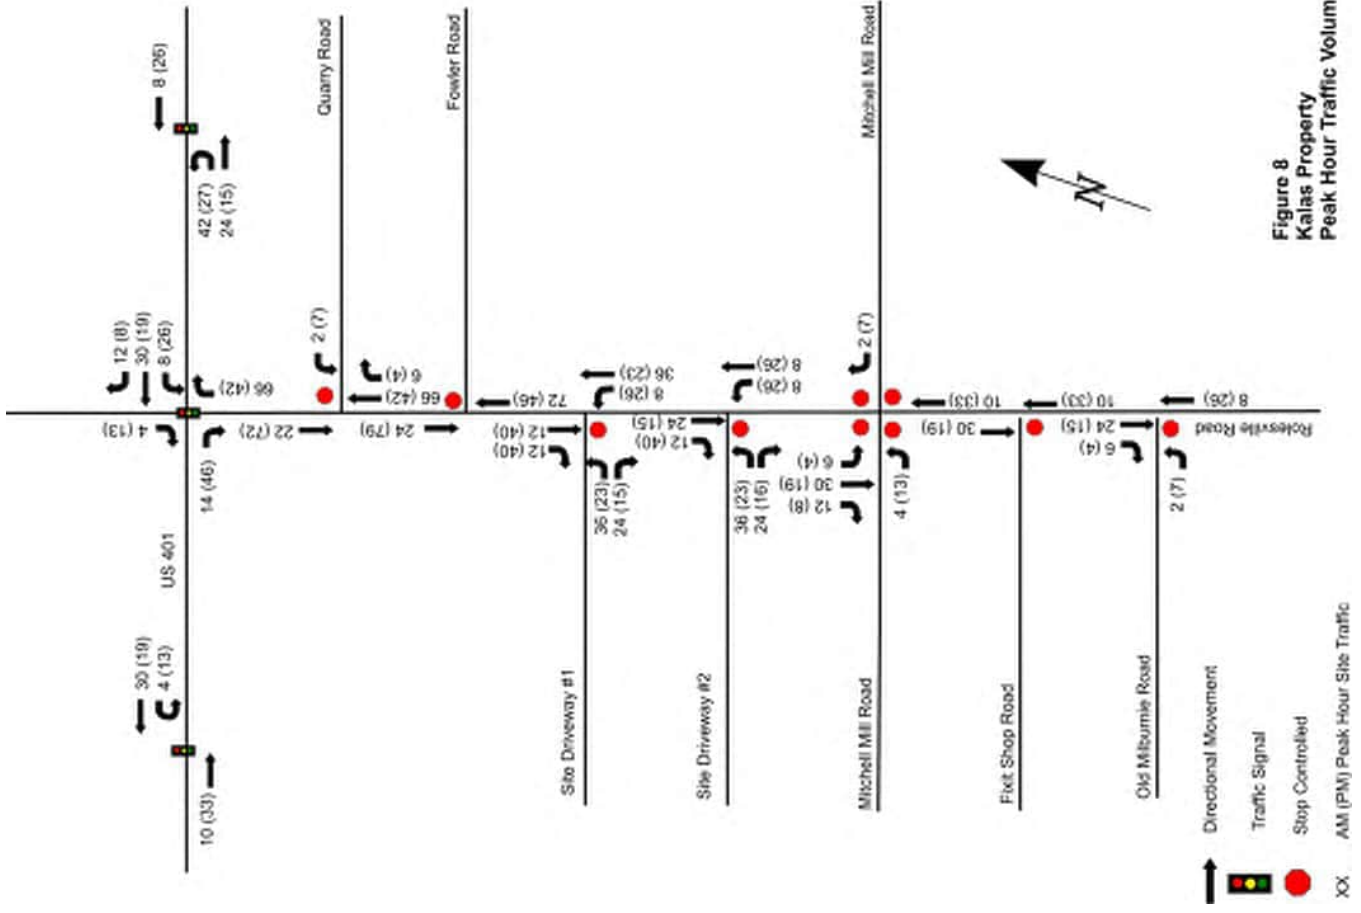 8 (26)
42 (27)
24 (15)
Quarry Road
Fowler Road
Mitchell Mill Road
Figure 8
Kalas Property
Peak Hour Traffic Volum
N
12 (8)
30 (19)
8 (26)
66 (42)
2 (7)
6 (4)
66 (42)
72 (46)
36 (23)
8 (26)
8 (26)
8 (26)
2 (7)
10 (33)
10 (33)
8 (26)
4 (13)
14 (46)
22 (72)
24 (79)
12 (40)
12 (40)
36 (23)
24 (15)
24 (15)
12 (40)
36 (23)
24 (16)
6 (4)
30 (19)
12 (8)
4 (13)
30 (19)
24 (15)
6 (4)
2 (7)
Rolesville Road
US 401
30 (19)
4 (13)
10 (33)
Site Driveway #1
Site Driveway #2
Mitchell Mill Road
Fixit Shop Road
Old Milburnie Road
Directional Movement
Traffic Signal
Stop Controlled
XX AM (PM) Peak Hour Site Traffic